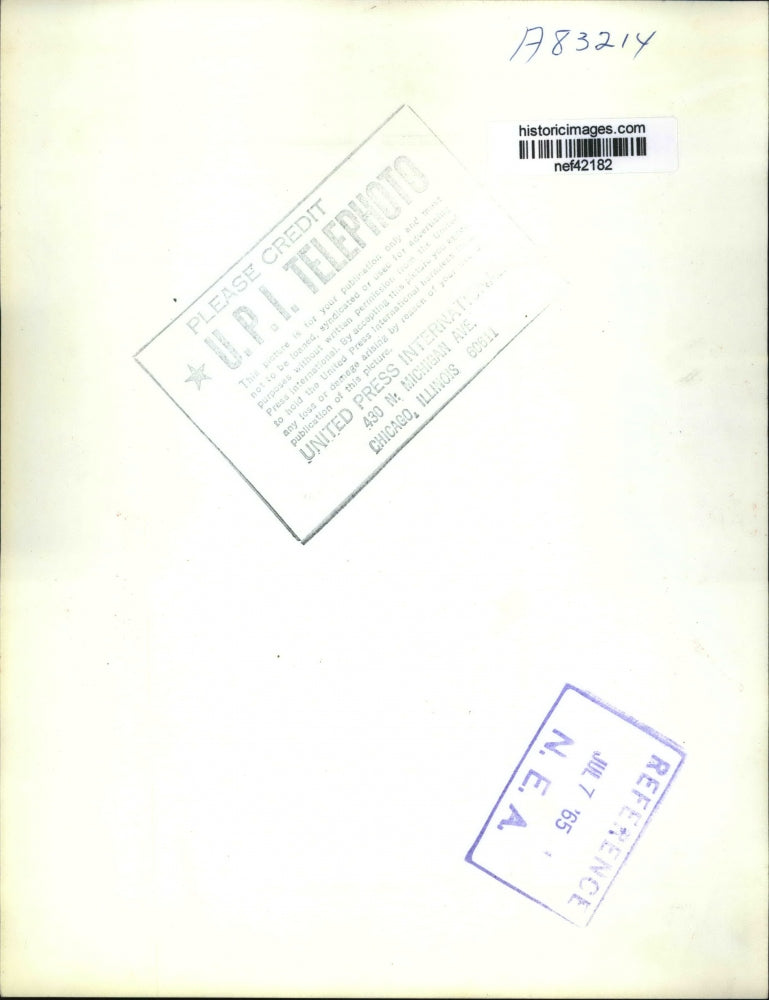 A83214
historicimages.com
nef42182
PLEASE CREDIT
U.P.I. TELEPHOTO
This picture is for your publication only and must
not to be loaned, syndicated or used for advertising
purposes without written permission from the United
Press International. By accepting this picture you agree
to hold the United Press International harmless
any loss or damage arising by reason of your
publication of this picture.
UNITED PRESS INTERNATIONAL
430 N. MICHIGAN AVE.
CHICAGO, ILLINOIS 60611
REFERENCE
JUL 7 '65
N. E. A.